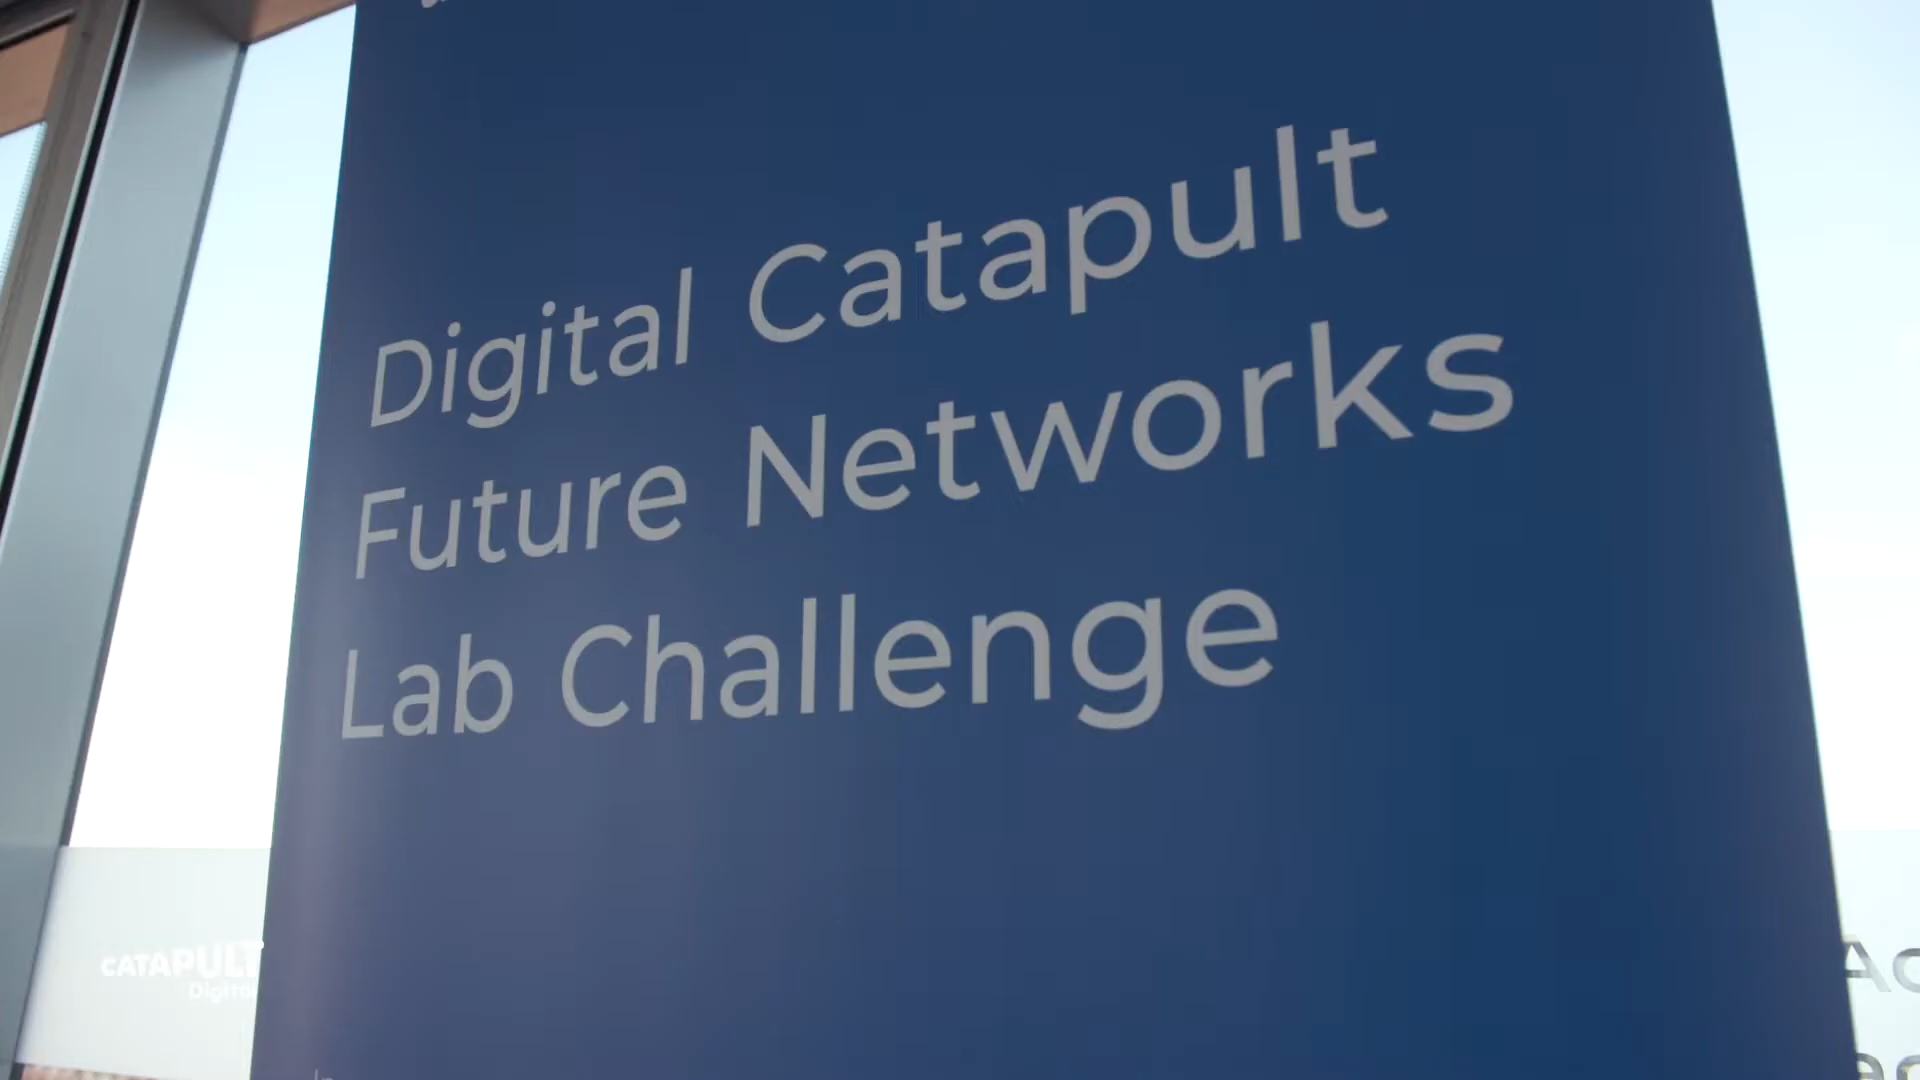 Digital Catapult
Future Networks
Lab Challenge
CATAPULT
Digital